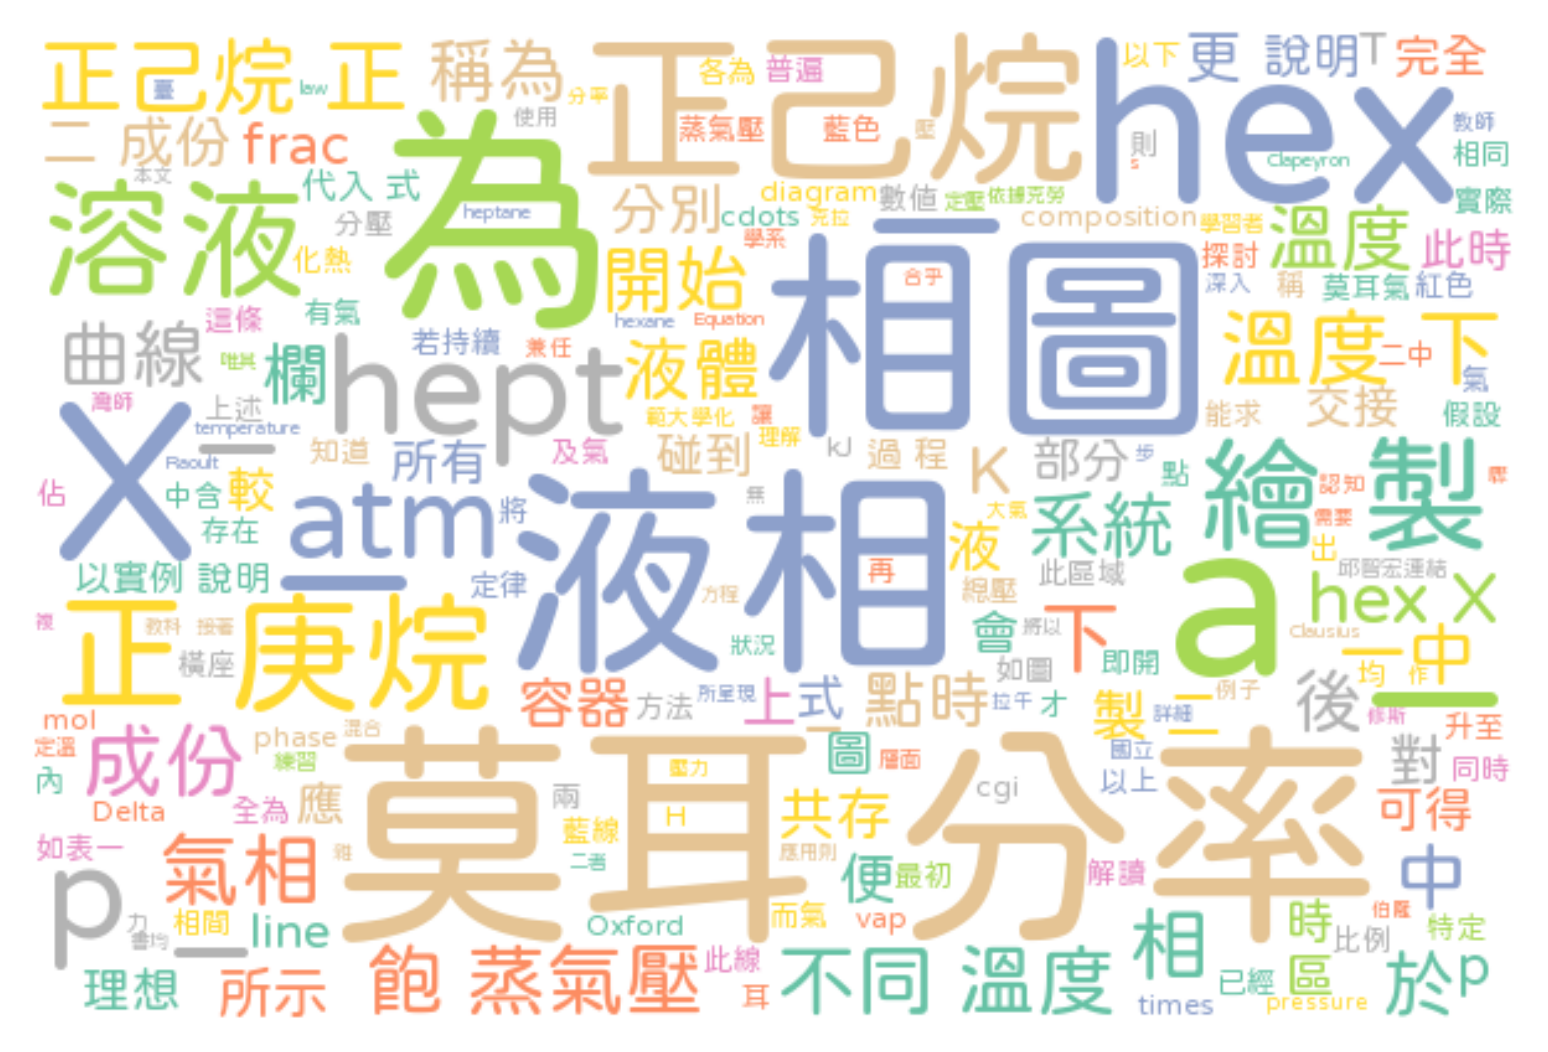 正己烷 臺 law 正 稱為 分率 正己烷 各為 普遍 hex 以下 更 說明 T 完全
二 成份 frac 使用 為 蒸氣壓 藍色 壓 則 s Clapeyron 教師 相同
本文 溶液 代入 式 heptane 分別 diagram 數值 定壓 依據克勞 實際
分壓 cdots 克拉 composition 學習者 溫度 此時
化熱 開始 學系 相圖 合乎 探討
深入 稱 莫耳氣 紅色
曲線 這條 有氣 hexane Equation 溫度 下
唯其 欄 hept 若持續 兼任 液體 二中 氣
灣師 上述 範大學化 讓 能求 交接 假設
X temperature 知道 所有 及氣 碰到 理解 kJ 過程 K 部分 步 點 繪製
Raoult 佔 中含 較 atm 將 液相 無 大氣 系統 認知
存在 再 液 需要 出
以實例 說明 定律 方程 總壓 此區域 a 邱智宏連結
正庚烷 教科 接著 狀況 會 將以 下 hex X
橫座 如圖 即開 Clausius 一中
容器 方法 所呈現 上式 點時 拉午 才 製 二 例子 均 作 後
mol 成份 phase 混合 詳細 修斯 升至
定溫 練習 莫耳分率 圖 層面 國立 對 同時
內 壓力 cgi 以上
Delta 全為 應 兩 H 共存 可得
如表一 氣相 藍線 二者 應用則 便 最初 解讀 中
p 力 相間 line Oxford 而氣 vap 相 時 伯壓 特定
書均 比例
理想 所示 飽 蒸氣壓 此線 耳 不同 溫度 times 已經 區 pressure 於 p